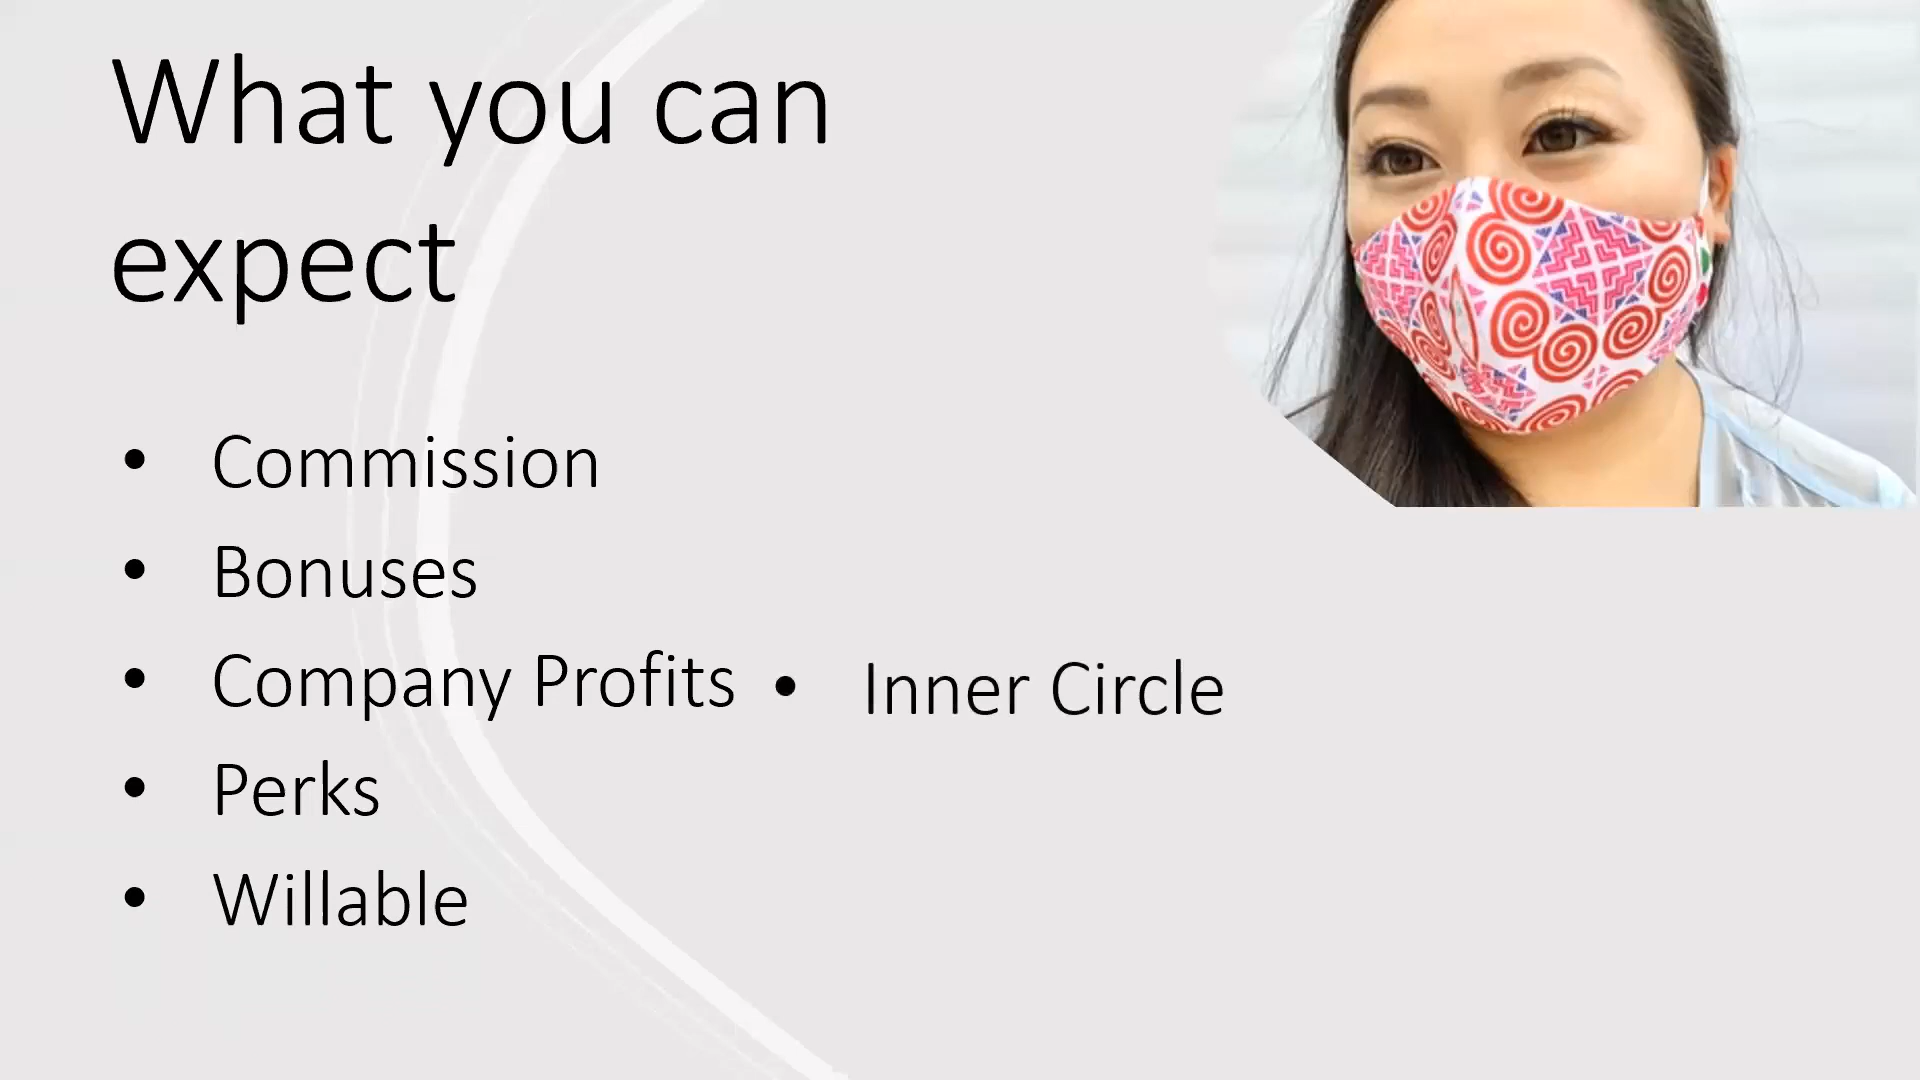 What you can
expect
• Commission
• Bonuses
• Company Profits
• Inner Circle
• Perks
• Willable